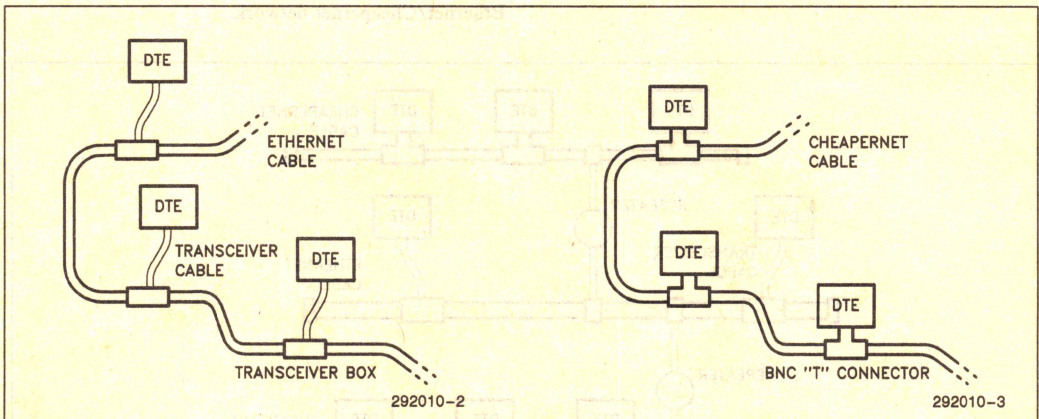 DTE
ETHERNET
CABLE
DTE
TRANSCEIVER
CABLE
DTE
TRANSCEIVER BOX
292010-2
DTE
CHEAPERNET
CABLE
DTE
DTE
BNC "T" CONNECTOR
292010-3